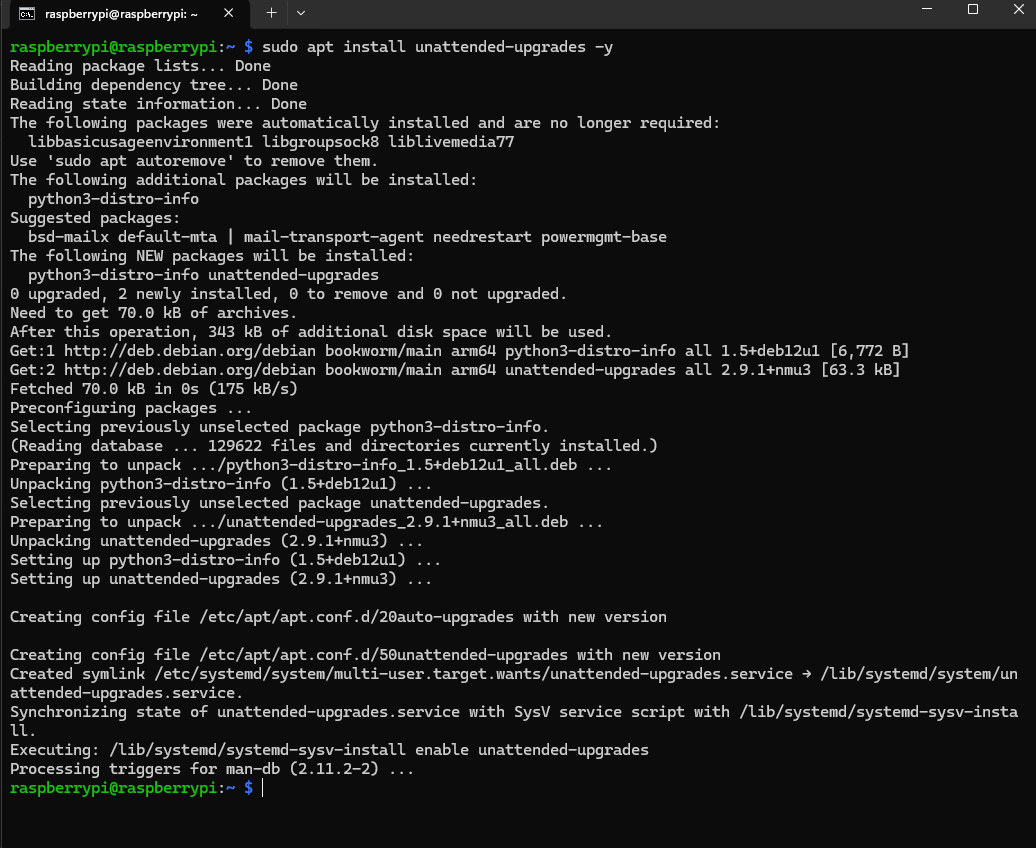 raspberrypi@raspberrypi: ~
raspberrypi@raspberrypi:~ $ sudo apt install unattended-upgrades -y
Reading package lists... Done
Building dependency tree... Done
Reading state information... Done
The following packages were automatically installed and are no longer required:
  libbasicusageenvironment1 libgroupsock8 liblivemedia77
Use 'sudo apt autoremove' to remove them.
The following additional packages will be installed:
  python3-distro-info
Suggested packages:
  bsd-mailx default-mta | mail-transport-agent needrestart powermgmt-base
The following NEW packages will be installed:
  python3-distro-info unattended-upgrades
0 upgraded, 2 newly installed, 0 to remove and 0 not upgraded.
Need to get 70.0 kB of archives.
After this operation, 343 kB of additional disk space will be used.
Get:1 http://deb.debian.org/debian bookworm/main arm64 python3-distro-info all 1.5+deb12u1 [6,772 B]
Get:2 http://deb.debian.org/debian bookworm/main arm64 unattended-upgrades all 2.9.1+nmu3 [63.3 kB]
Fetched 70.0 kB in 0s (175 kB/s)
Preconfiguring packages ...
Selecting previously unselected package python3-distro-info.
(Reading database ... 129622 files and directories currently installed.)
Preparing to unpack .../python3-distro-info_1.5+deb12u1_all.deb ...
Unpacking python3-distro-info (1.5+deb12u1) ...
Selecting previously unselected package unattended-upgrades.
Preparing to unpack .../unattended-upgrades_2.9.1+nmu3_all.deb ...
Unpacking unattended-upgrades (2.9.1+nmu3) ...
Setting up python3-distro-info (1.5+deb12u1) ...
Setting up unattended-upgrades (2.9.1+nmu3) ...

Creating config file /etc/apt/apt.conf.d/20auto-upgrades with new version

Creating config file /etc/apt/apt.conf.d/50unattended-upgrades with new version
Created symlink /etc/systemd/system/multi-user.target.wants/unattended-upgrades.service → /lib/systemd/system/un
attended-upgrades.service.
Synchronizing state of unattended-upgrades.service with SysV service script with /lib/systemd/systemd-sysv-insta
ll.
Executing: /lib/systemd/systemd-sysv-install enable unattended-upgrades
Processing triggers for man-db (2.11.2-2) ...
raspberrypi@raspberrypi:~ $